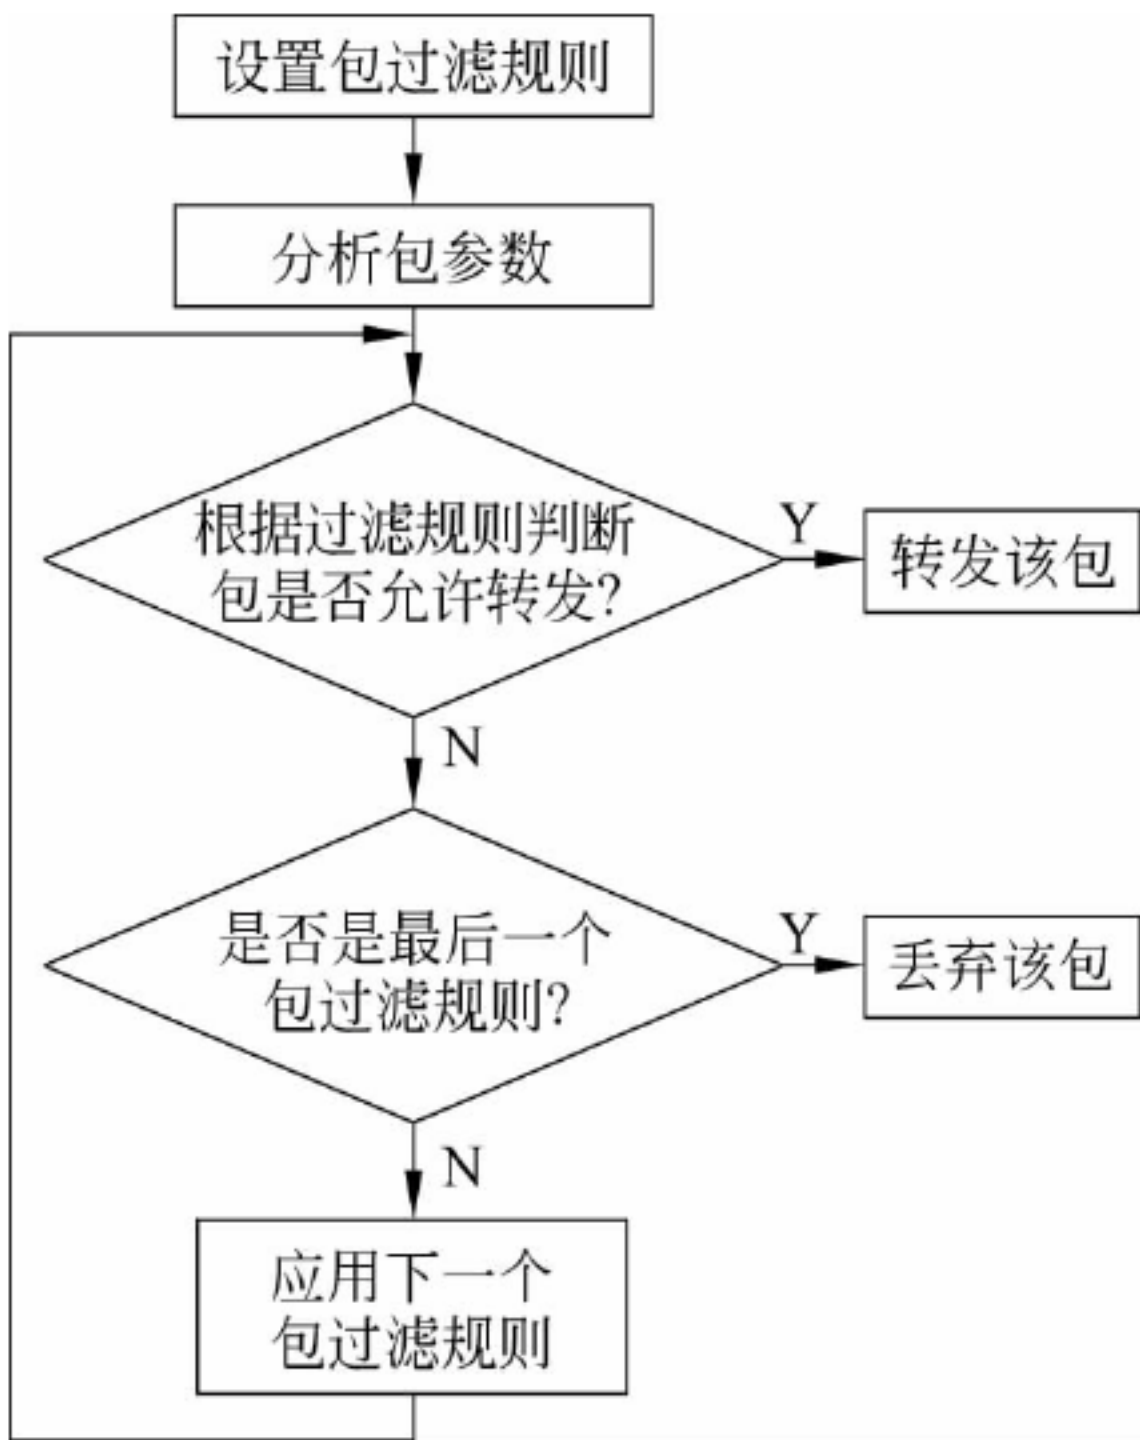 设置包过滤规则
分析包参数
根据过滤规则判断
包是否允许转发?
Y
转发该包
N
是否是最后一个
包过滤规则?
Y
丢弃该包
N
应用下一个
包过滤规则